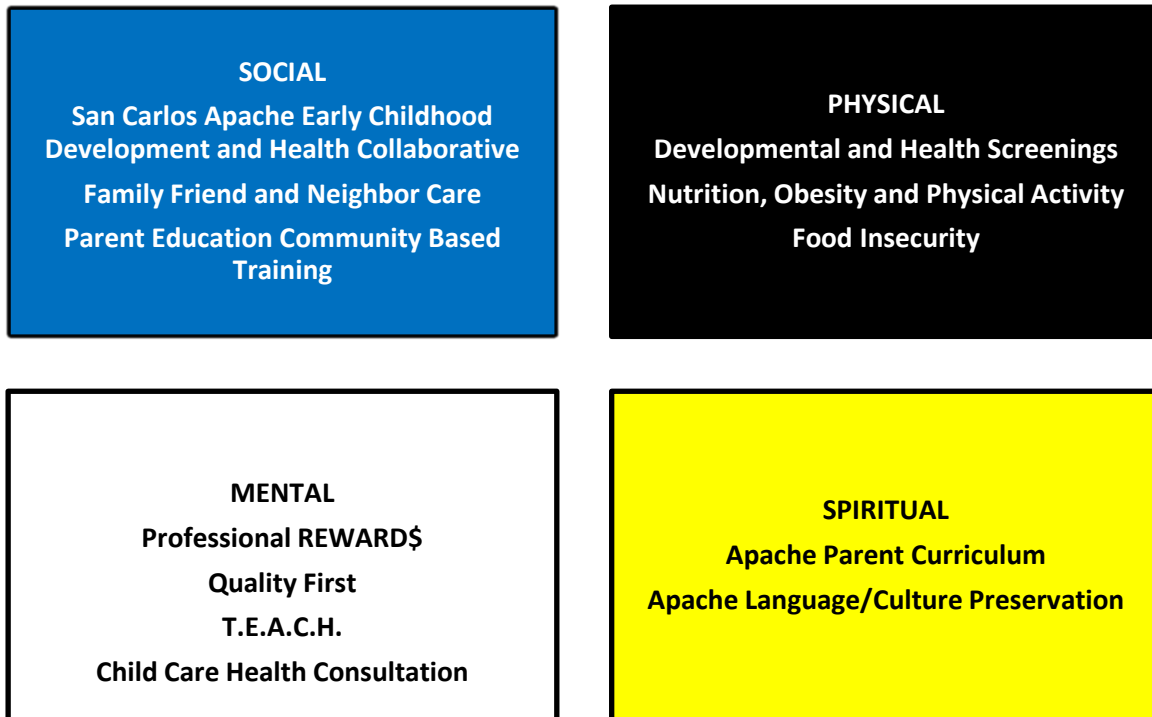 SOCIAL
San Carlos Apache Early Childhood
Development and Health Collaborative
Family Friend and Neighbor Care
Parent Education Community Based
Training
PHYSICAL
Developmental and Health Screenings
Nutrition, Obesity and Physical Activity
Food Insecurity
MENTAL
Professional REWARD$
Quality First
T.E.A.C.H.
Child Care Health Consultation
SPIRITUAL
Apache Parent Curriculum
Apache Language/Culture Preservation